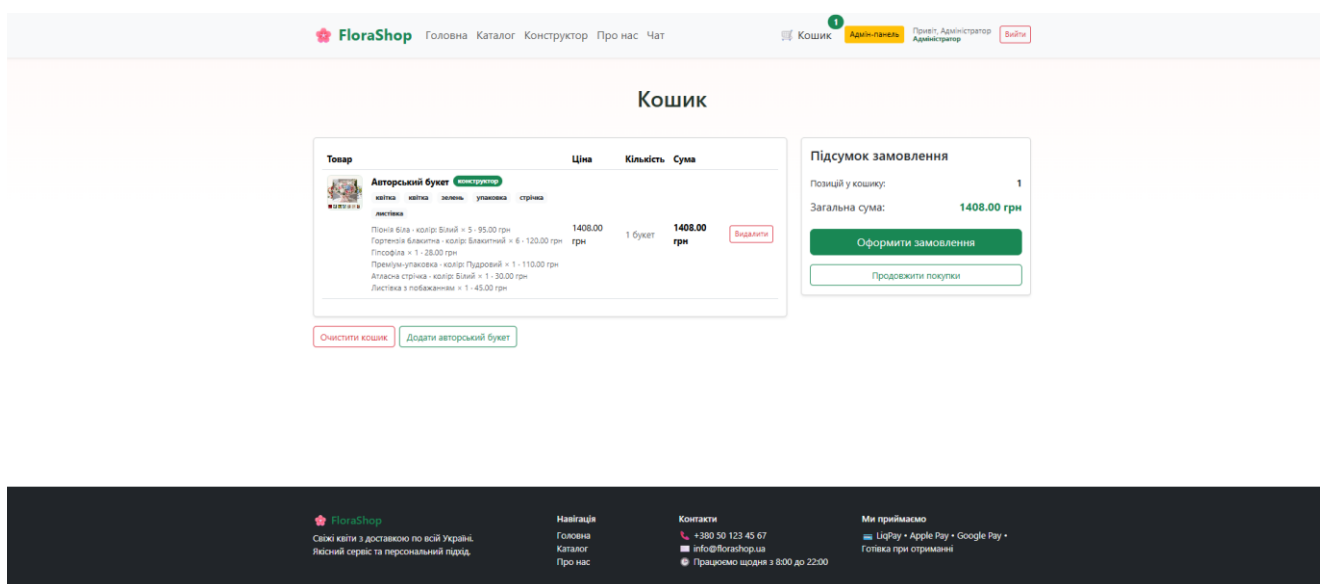 FloraShop Головна Каталог Конструктор Про нас Чат
1
Кошик Адмін-панель Привіт, Адміністратор
Адміністратор
Вийти
Кошик
Товар Ціна Кількість Сума
Авторський букет конструктор
квітка квітка зелень упаковка стрічка
листівка
Півонія біла - колір: Білий × 5 - 95.00 грн
Гортензія блакитна - колір: Блакитний × 6 - 120.00 грн
Гіпсофіла × 1 - 28.00 грн
Преміум-упаковка - колір: Пудровий × 1 - 110.00 грн
Атласна стрічка - колір: Білий × 1 - 30.00 грн
Листівка з побажанням × 1 - 45.00 грн
1408.00
грн
1 букет
1408.00
грн
Видалити
Очистити кошик Додати авторський букет
Підсумок замовлення
Позицій у кошику: 1
Загальна сума: 1408.00 грн
Оформити замовлення
Продовжити покупки
FloraShop
Свіжі квіти з доставкою по всій Україні.
Якісний сервіс та персональний підхід.
Навігація
Головна
Каталог
Про нас
Контакти
+380 50 123 45 67
info@florashop.ua
Працюємо щодня з 8:00 до 22:00
Ми приймаємо
LiqPay • Apple Pay • Google Pay •
Готівка при отриманні